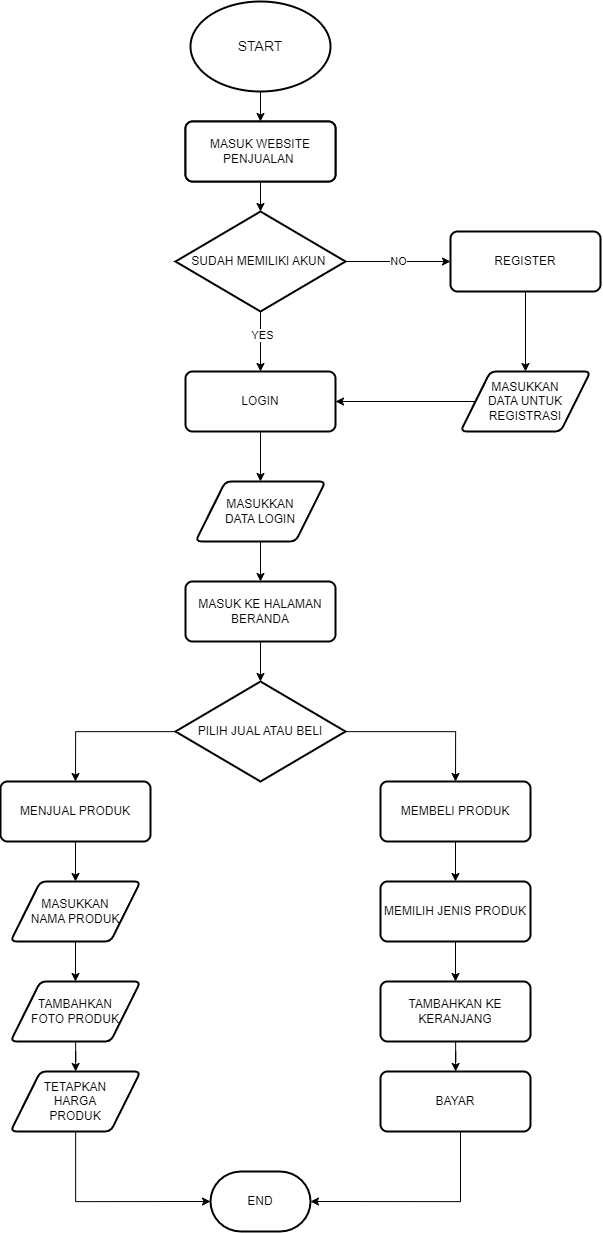 START
MASUK WEBSITE
PENJUALAN
SUDAH MEMILIKI AKUN
NO
REGISTER
YES
MASUKKAN
DATA UNTUK
REGISTRASI
LOGIN
MASUKKAN
DATA LOGIN
MASUK KE HALAMAN
BERANDA
PILIH JUAL ATAU BELI
MENJUAL PRODUK
MASUKKAN
NAMA PRODUK
TAMBAHKAN
FOTO PRODUK
TETAPKAN
HARGA
PRODUK
MEMBELI PRODUK
MEMILIH JENIS PRODUK
TAMBAHKAN KE
KERANJANG
BAYAR
END